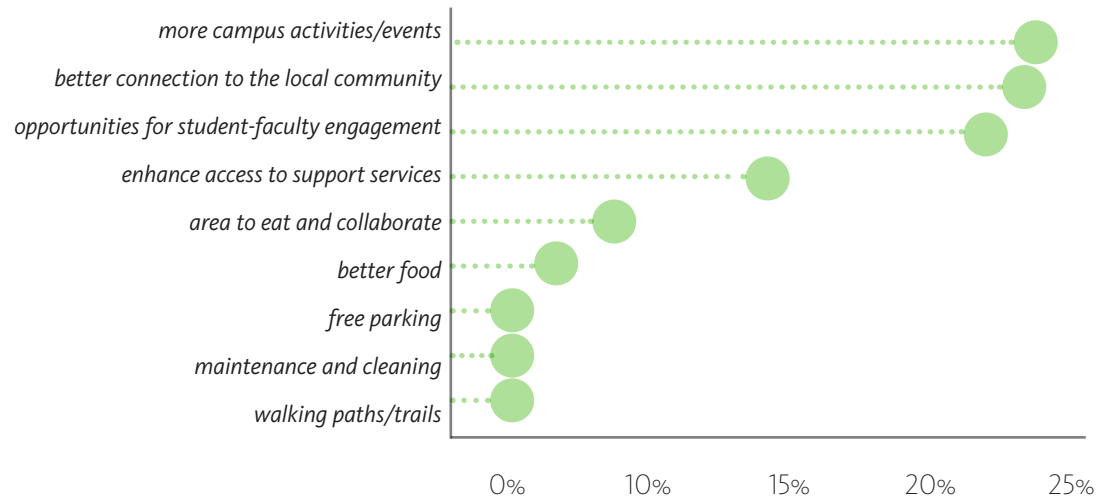 more campus activities/events
better connection to the local community
opportunities for student-faculty engagement
enhance access to support services
area to eat and collaborate
better food
free parking
maintenance and cleaning
walking paths/trails
0% 10% 15% 20% 25%